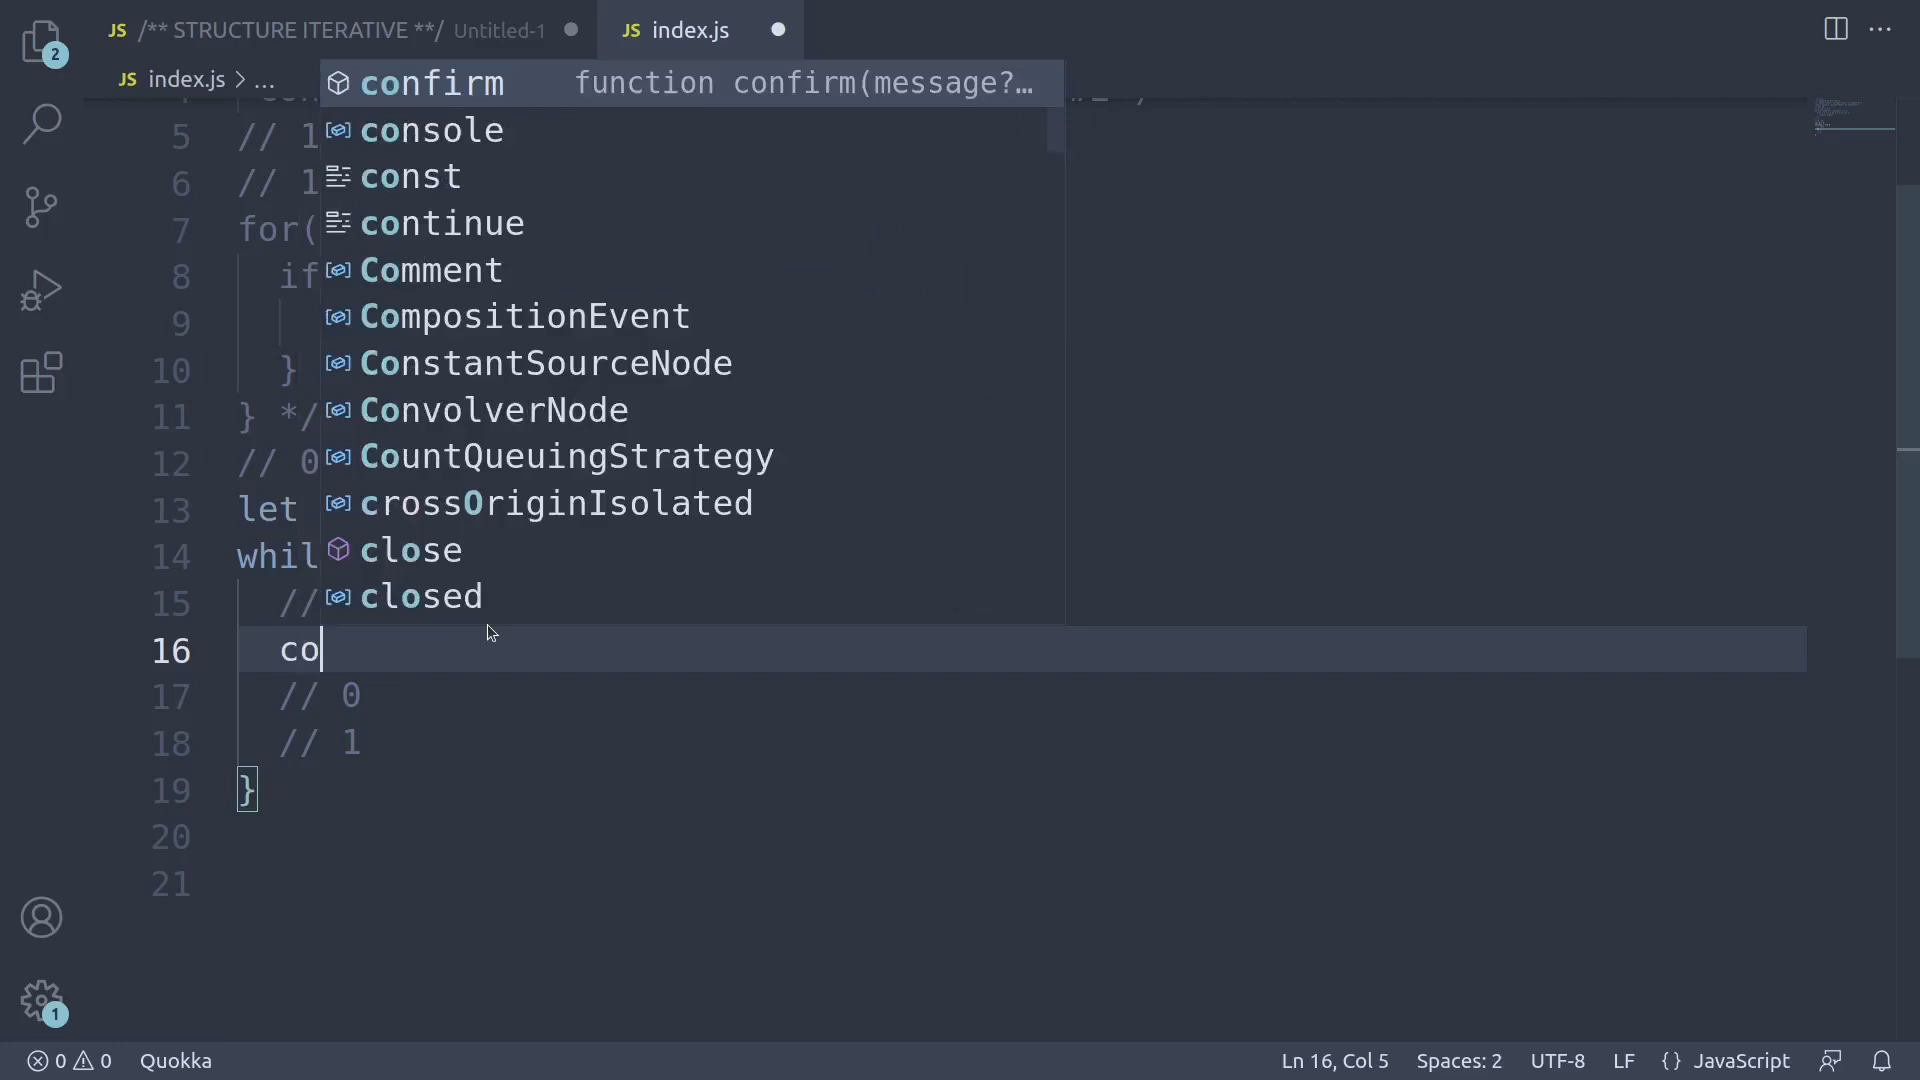 JS /** STRUCTURE ITERATIVE **/ Untitled-1
JS index.js
2
JS index.js > ...
confirm function confirm(message?…
console
const
continue
Comment
CompositionEvent
ConstantSourceNode
ConvolverNode
CountQueuingStrategy
crossOriginIsolated
close
closed
5 // 1
6 // 1
7 for(
8 if
9
10 }
11 } */
12 // 0
13 let
14 whil
15 //
16 co
17 // 0
18 // 1
19 }
20
21
1
0 0 Quokka Ln 16, Col 5 Spaces: 2 UTF-8 LF {} JavaScript